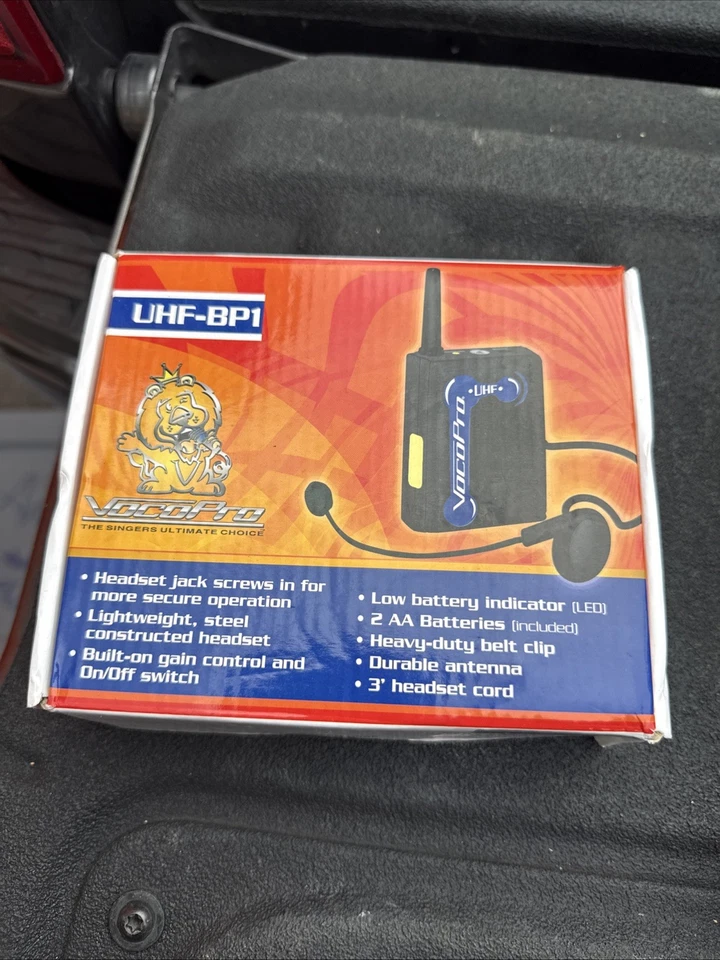 UHF-BP1
VocoPro
THE SINGERS ULTIMATE CHOICE
•UHF•
VocoPro
• Headset jack screws in for
more secure operation
• Lightweight, steel
constructed headset
• Built-on gain control and
On/Off switch
• Low battery indicator (LED)
• 2 AA Batteries (included)
• Heavy-duty belt clip
• Durable antenna
• 3' headset cord